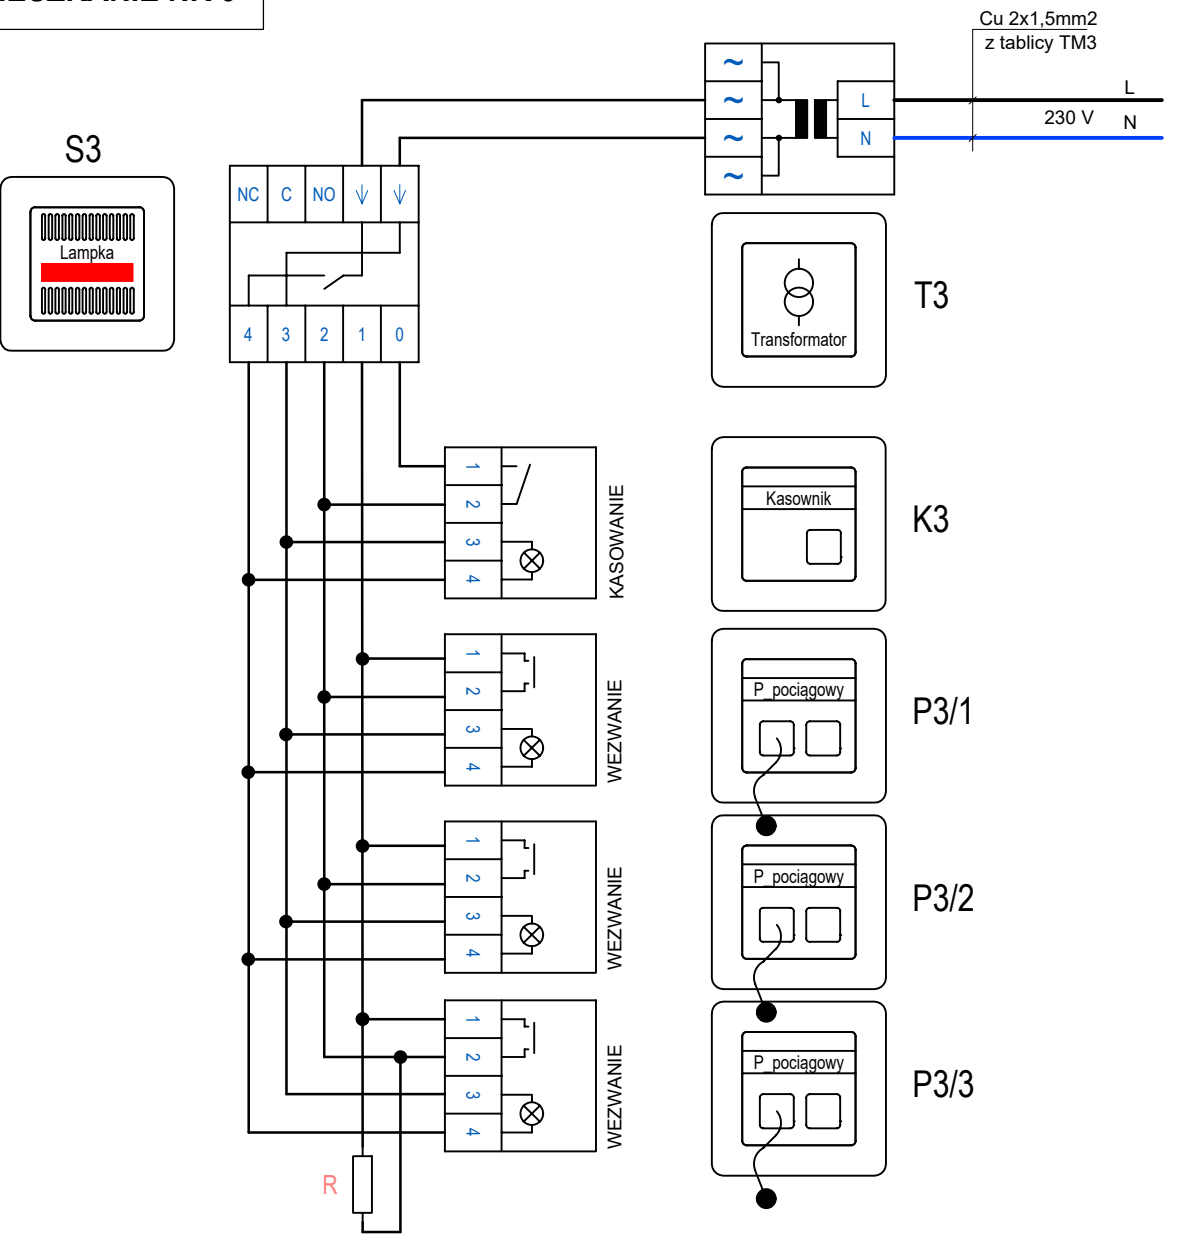 Cu 2x1,5mm2
z tablicy TM3
L
230 V
N
~
~ L
~ N
~
S3
Lampka
NC C NO
4 3 2 1 0
T3
Transformator
1
2
3
4
KASOWANIE
Kasownik
K3
1
2
3
4
WEZWANIE
P_pociągowy
P3/1
1
2
3
4
WEZWANIE
P_pociągowy
P3/2
1
2
3
4
WEZWANIE
P_pociągowy
P3/3
R